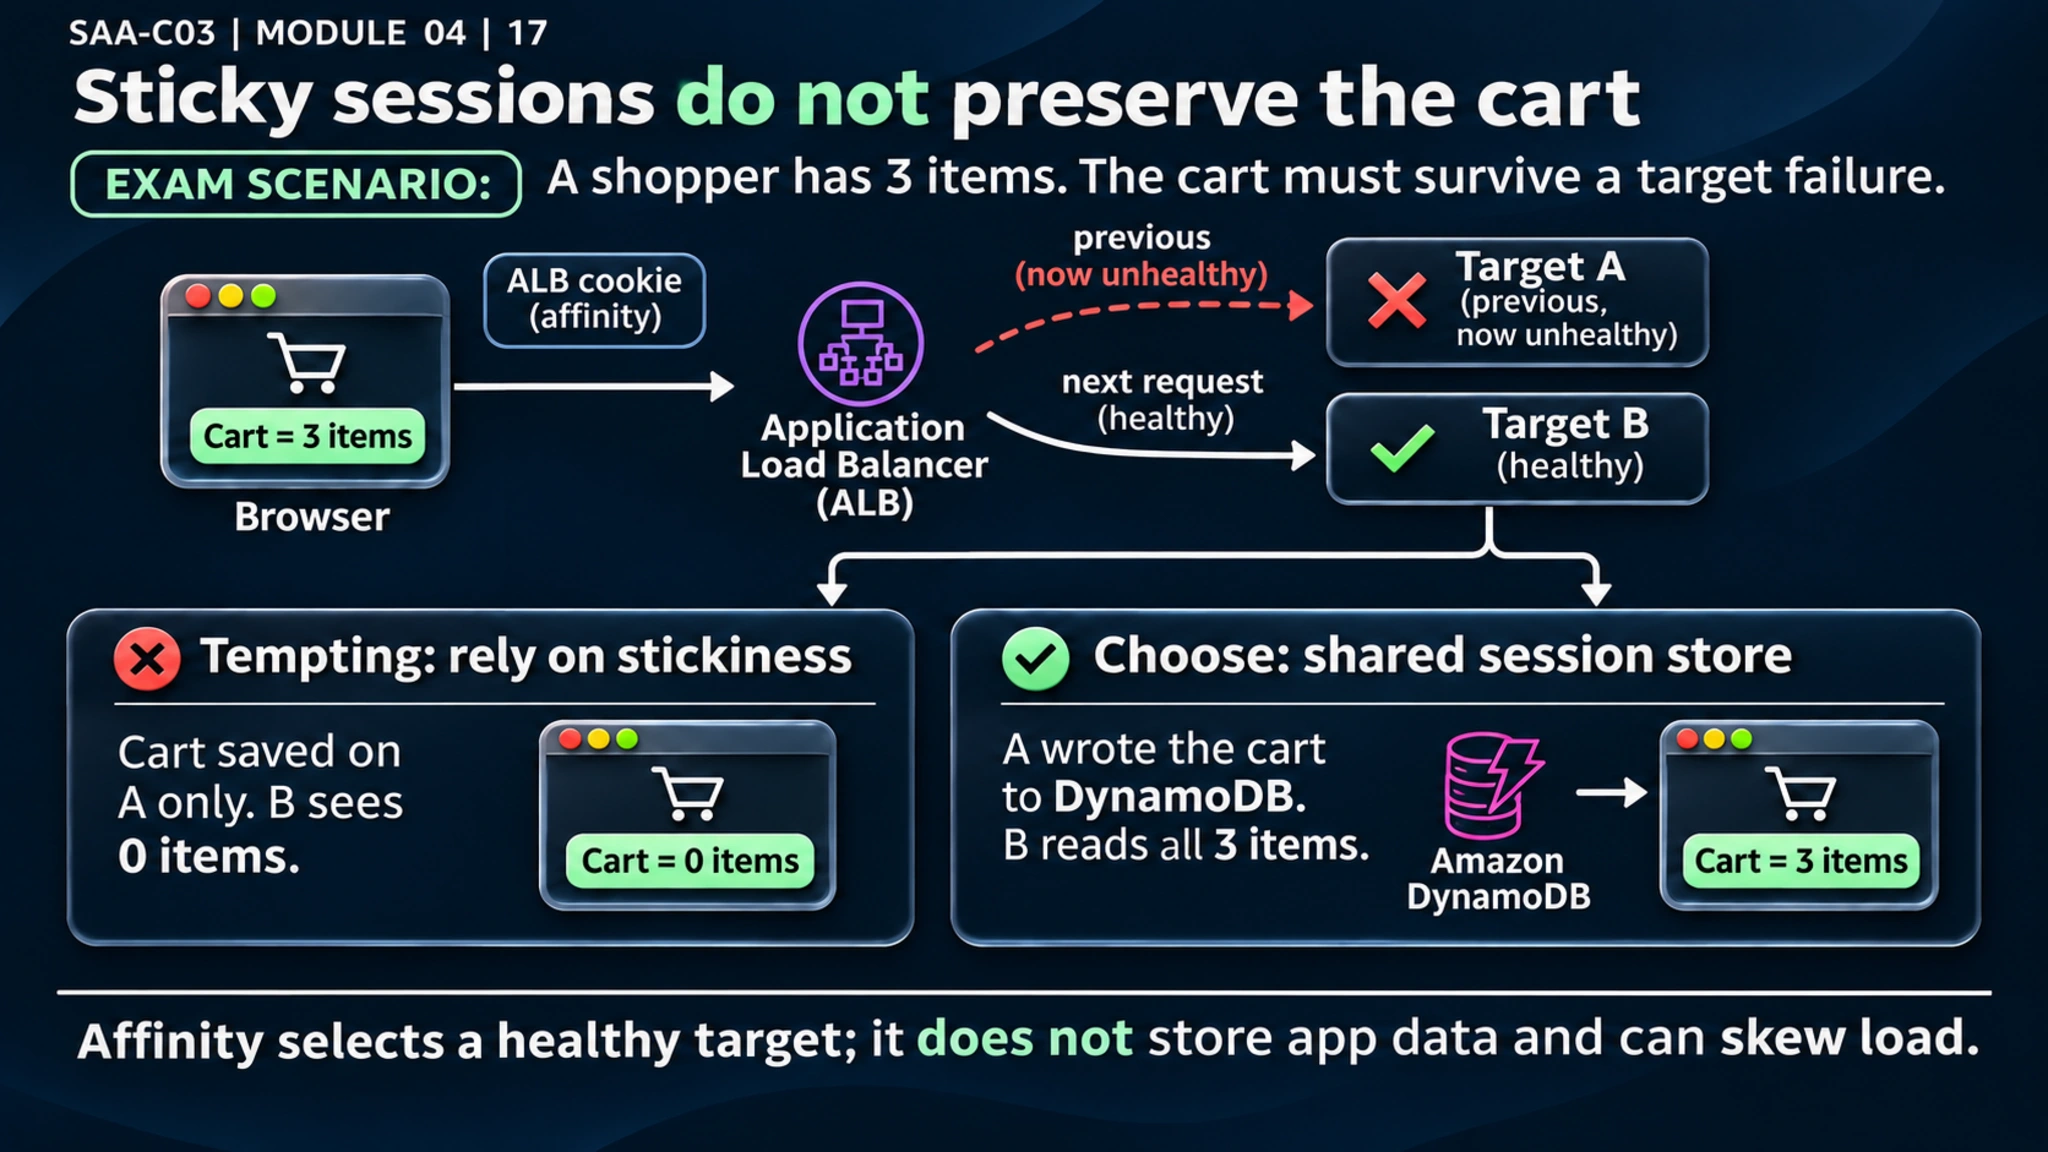 SAA-C03 | MODULE 04 | 17
Sticky sessions do not preserve the cart
EXAM SCENARIO: A shopper has 3 items. The cart must survive a target failure.
Cart = 3 items
Browser
ALB cookie
(affinity)
Application
Load Balancer
(ALB)
previous
(now unhealthy)
next request
(healthy)
Target A
(previous,
now unhealthy)
Target B
(healthy)
Tempting: rely on stickiness
Cart saved on
A only. B sees
0 items.
Cart = 0 items
Choose: shared session store
A wrote the cart
to DynamoDB.
B reads all 3 items.
Amazon
DynamoDB
Cart = 3 items
Affinity selects a healthy target; it does not store app data and can skew load.